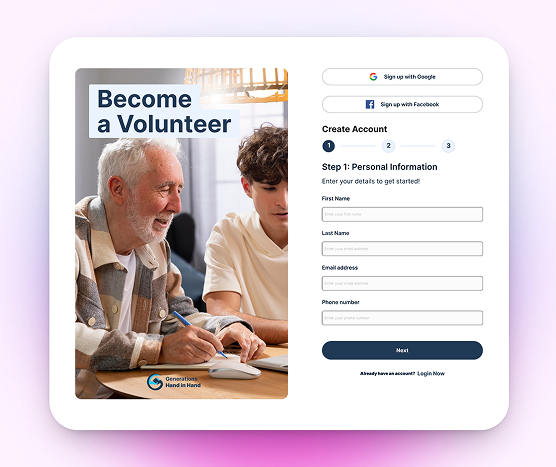 Become
a Volunteer
Generations
Hand in Hand
Sign up with Google
Sign up with Facebook
Create Account
1 2 3
Step 1: Personal Information
Enter your details to get started!
First Name
Enter your first name
Last Name
Enter your email address
Email address
Enter your email address
Phone number
Enter your phone number
Next
Already have an account? Login Now